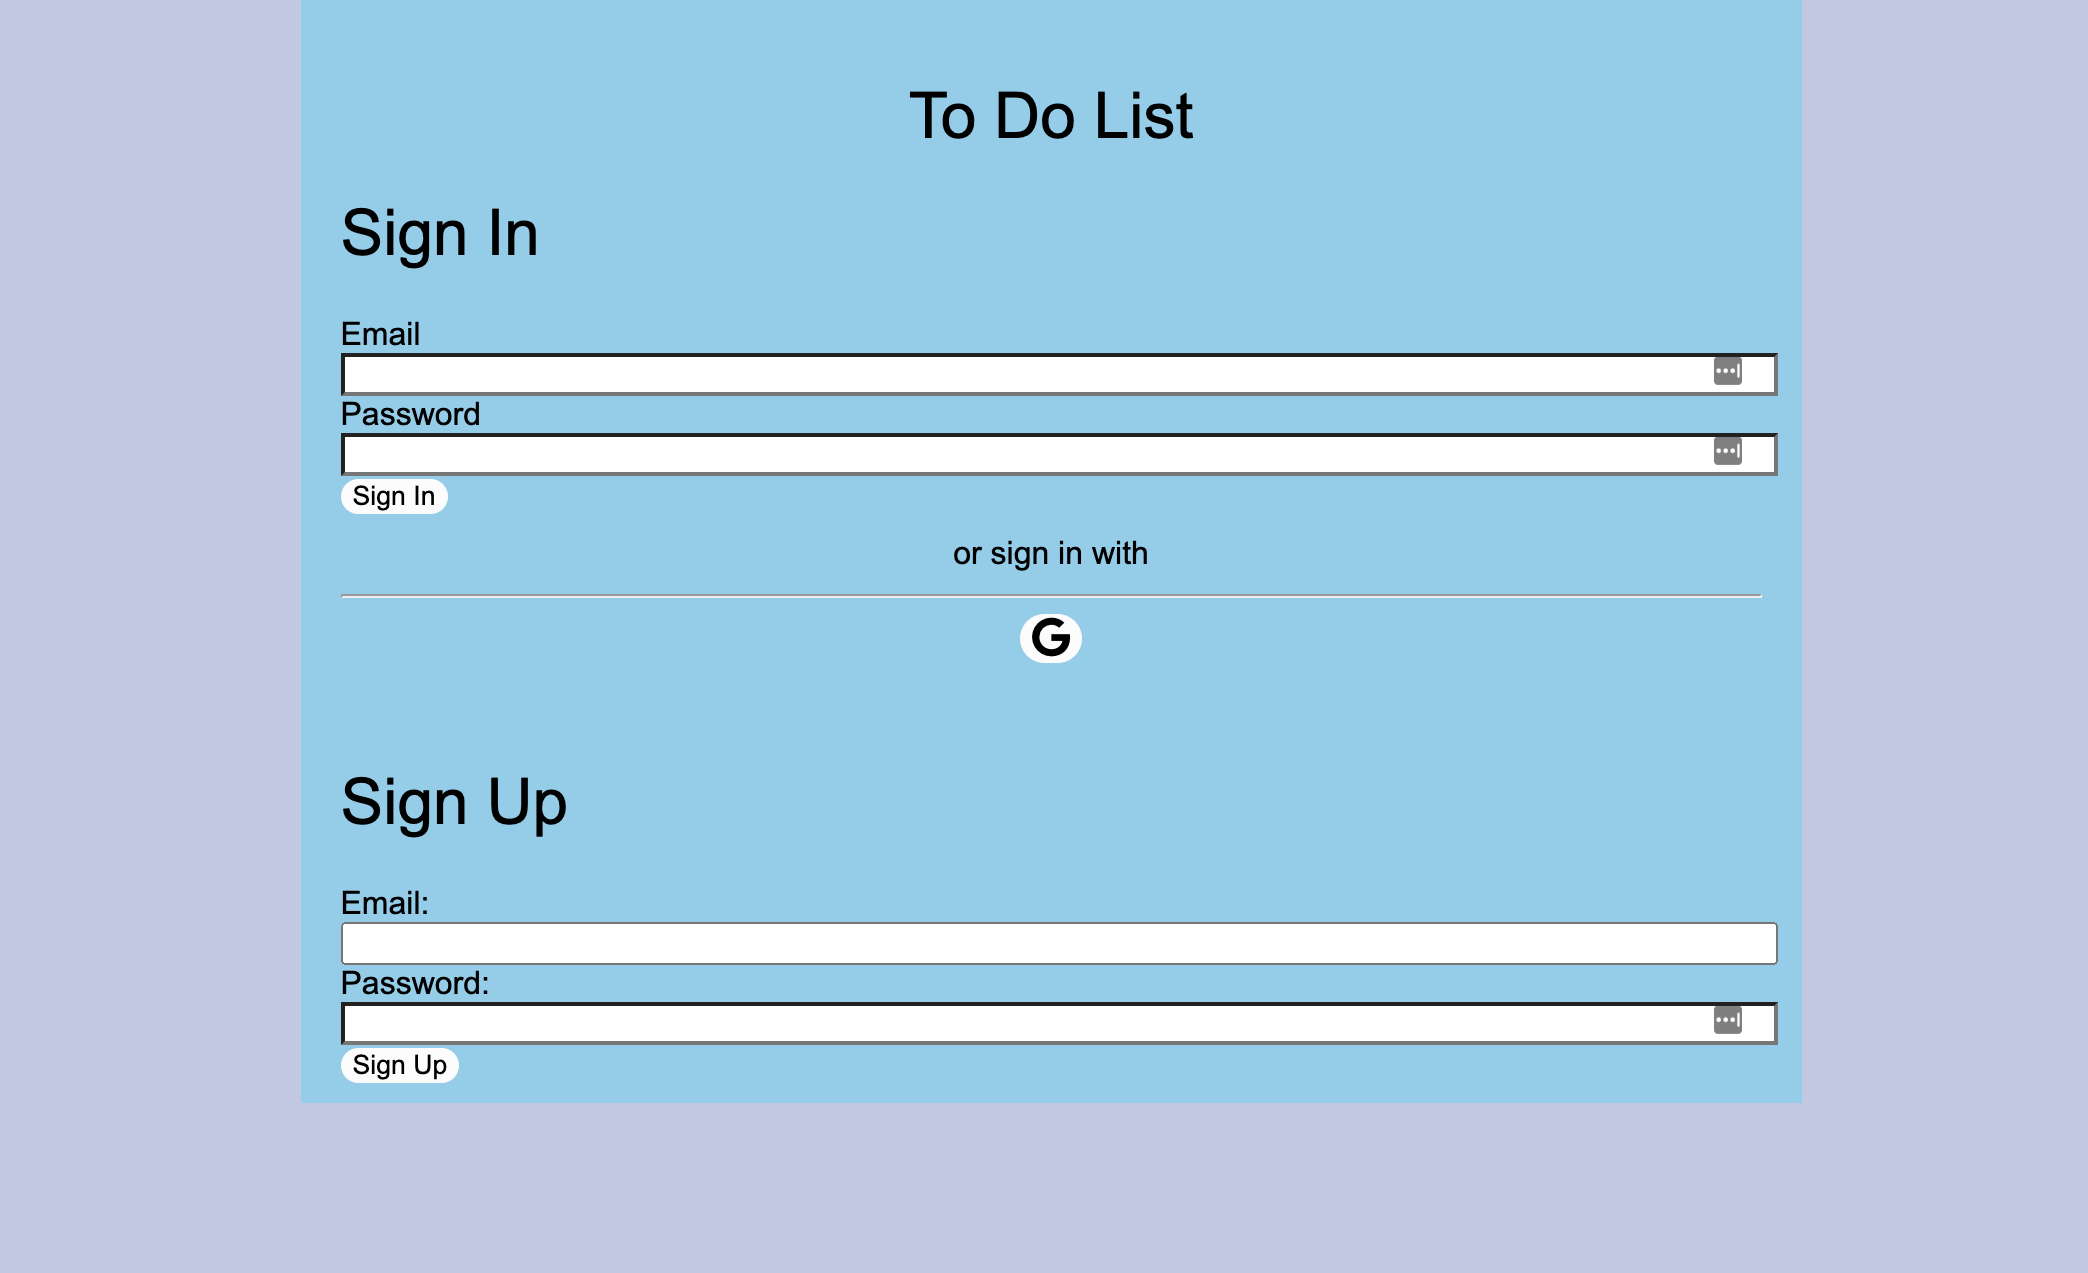 To Do List
Sign In
Email
Password
Sign In
or sign in with
G
Sign Up
Email:
Password:
Sign Up